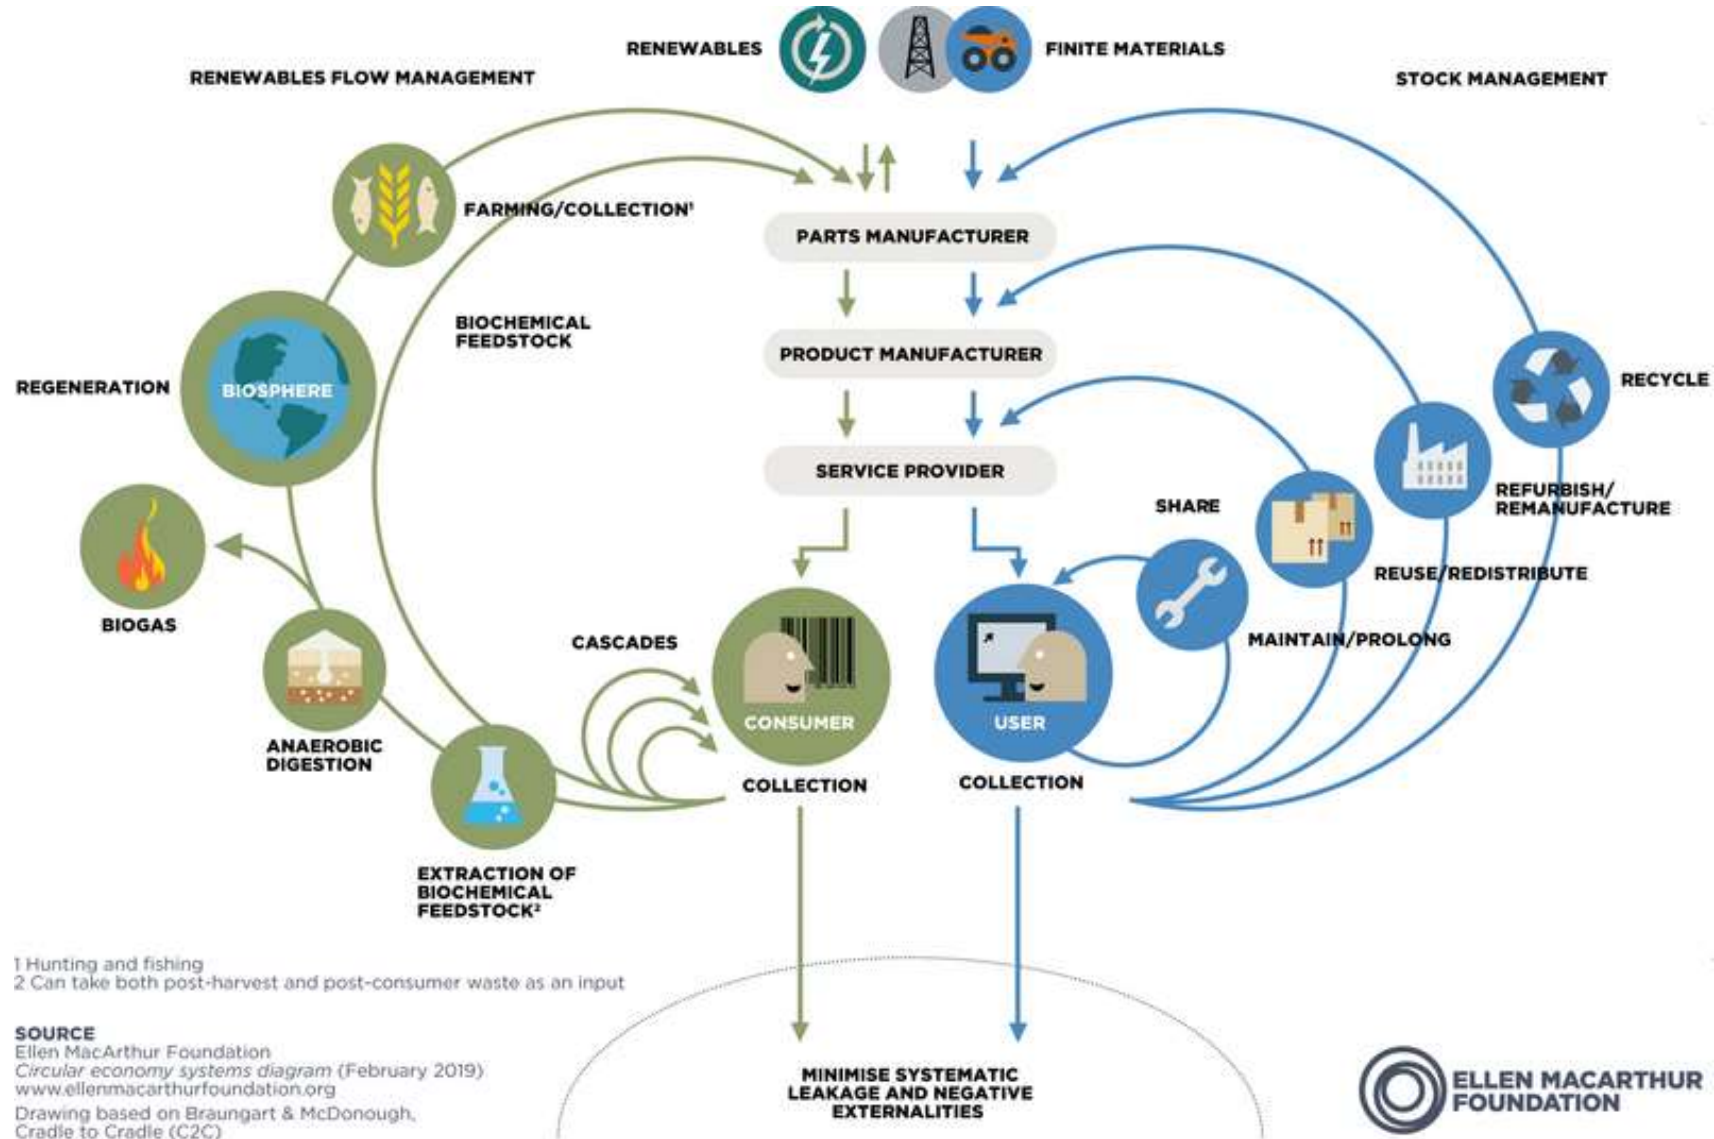 RENEWABLES
FINITE MATERIALS
RENEWABLES FLOW MANAGEMENT
STOCK MANAGEMENT
FARMING/COLLECTION¹
PARTS MANUFACTURER
BIOCHEMICAL
FEEDSTOCK
PRODUCT MANUFACTURER
REGENERATION
BIOSPHERE
RECYCLE
SERVICE PROVIDER
SHARE
REFURBISH/
REMANUFACTURE
REUSE/REDISTRIBUTE
BIOGAS
CASCADES
MAINTAIN/PROLONG
CONSUMER
USER
ANAEROBIC
DIGESTION
COLLECTION
COLLECTION
EXTRACTION OF
BIOCHEMICAL
FEEDSTOCK²
1 Hunting and fishing
2 Can take both post-harvest and post-consumer waste as an input
SOURCE
Ellen MacArthur Foundation
Circular economy systems diagram (February 2019)
www.ellenmacarthurfoundation.org
Drawing based on Braungart & McDonough,
Cradle to Cradle (C2C)
MINIMISE SYSTEMATIC
LEAKAGE AND NEGATIVE
EXTERNALITIES
ELLEN MACARTHUR
FOUNDATION